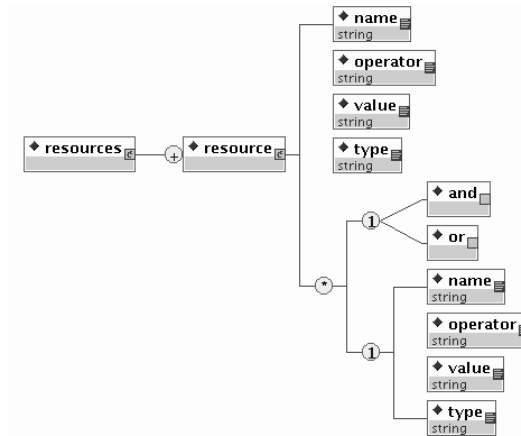 name
string
operator
string
value
string
type
string
resources
+
resource
*
1
and
or
1
name
string
operator
string
value
string
type
string